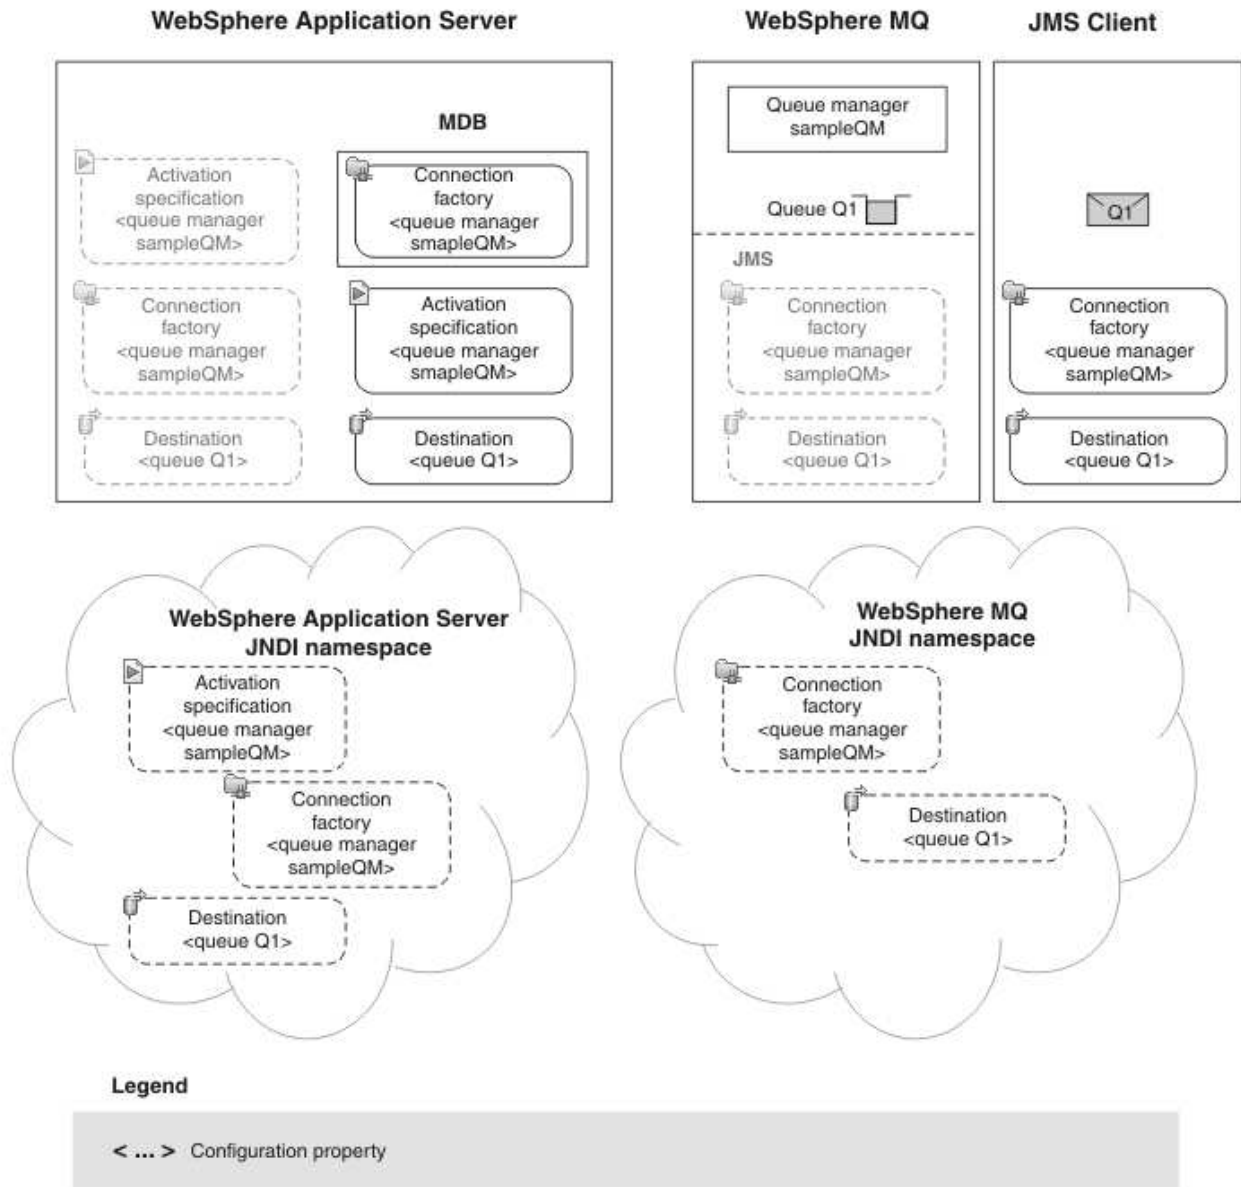 WebSphere Application Server
WebSphere MQ
JMS Client
MDB
Activation
specification
<queue manager
sampleQM>
Connection
factory
<queue manager
smapleQM>
Connection
factory
<queue manager
sampleQM>
Activation
specification
<queue manager
smapleQM>
Destination
<queue Q1>
Destination
<queue Q1>
Queue manager
sampleQM
Queue Q1
JMS
Connection
factory
<queue manager
sampleQM>
Destination
<queue Q1>
Q1
Connection
factory
<queue manager
sampleQM>
Destination
<queue Q1>
WebSphere Application Server
JNDI namespace
Activation
specification
<queue manager
sampleQM>
Connection
factory
<queue manager
sampleQM>
Destination
<queue Q1>
WebSphere MQ
JNDI namespace
Connection
factory
<queue manager
sampleQM>
Destination
<queue Q1>
Legend
< ... > Configuration property